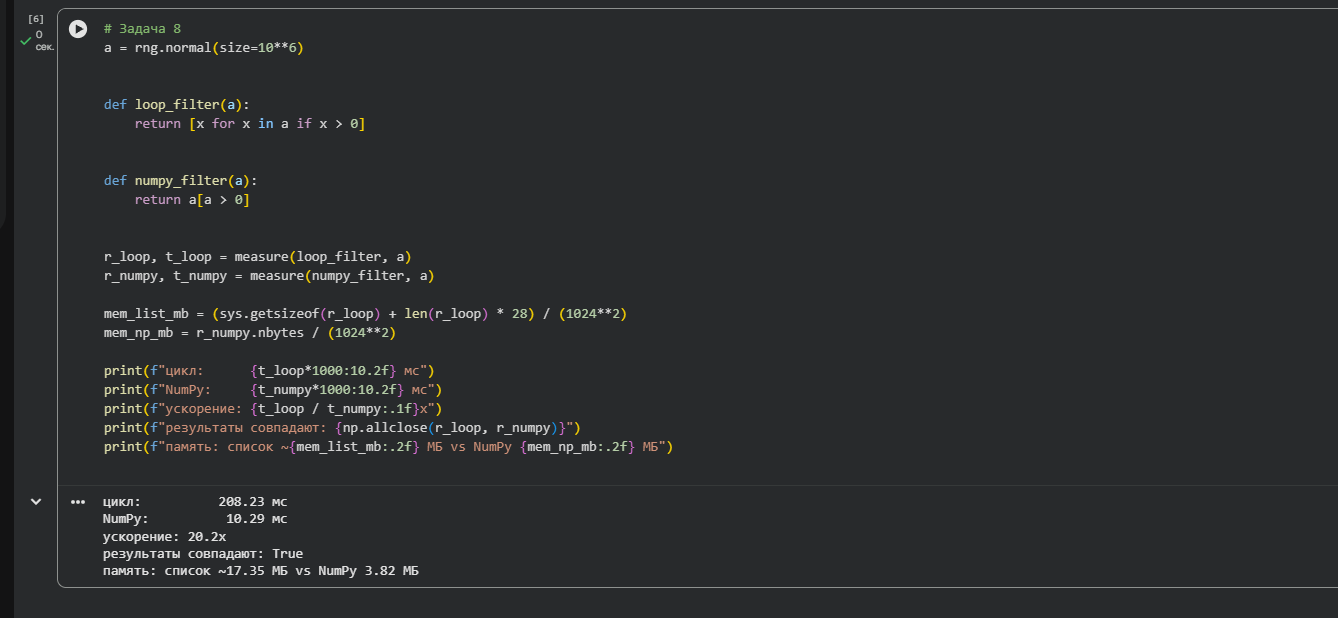 [6]
0
сек.
# Задача 8
a = rng.normal(size=10**6)
def loop_filter(a):
    return [x for x in a if x > 0]
def numpy_filter(a):
    return a[a > 0]
r_loop, t_loop = measure(loop_filter, a)
r_numpy, t_numpy = measure(numpy_filter, a)
mem_list_mb = (sys.getsizeof(r_loop) + len(r_loop) * 28) / (1024**2)
mem_np_mb = r_numpy.nbytes / (1024**2)
print(f"цикл:      {t_loop*1000:10.2f} мс")
print(f"NumPy:     {t_numpy*1000:10.2f} мс")
print(f"ускорение: {t_loop / t_numpy:.1f}x")
print(f"результаты совпадают: {np.allclose(r_loop, r_numpy)}")
print(f"память: список ~{mem_list_mb:.2f} МБ vs NumPy {mem_np_mb:.2f} МБ")
цикл:          208.23 мс
NumPy:          10.29 мс
ускорение: 20.2x
результаты совпадают: True
память: список ~17.35 МБ vs NumPy 3.82 МБ